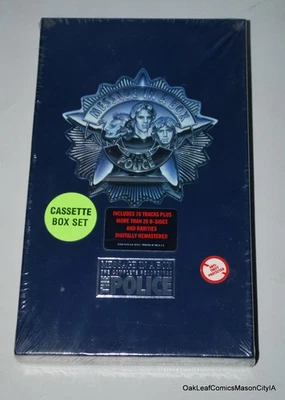 MESSAGE IN A BOX
THE
POLICE
CASSETTE
BOX SET
INCLUDES 78 TRACKS PLUS
MORE THAN 20 B-SIDES
AND RARITIES
DIGITALLY REMASTERED
MESSAGE IN A BOX
THE COMPLETE RECORDINGS
THE POLICE
OakLeafComicsMasonCityIA